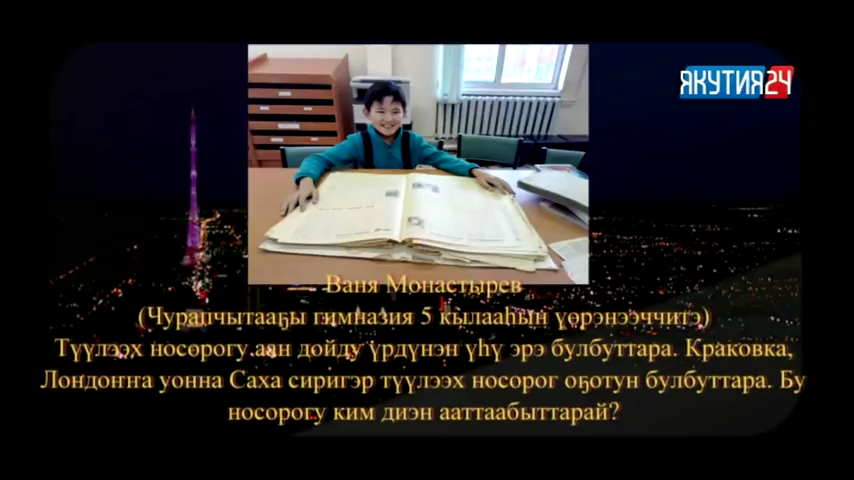 ЯКУТИЯ24
Ваня Монастырев
(Чурапчытааҕы гимназия 5 кылааһын үөрэнээччитэ)
Түүлээх носорогу аан дойду үрдүнэн үһү эрэ булбуттара. Краковка,
Лондоҥҥа уонна Саха сиригэр түүлээх носорог оҕотун булбуттара. Бу
носорогу ким диэн ааттаабыттарай?